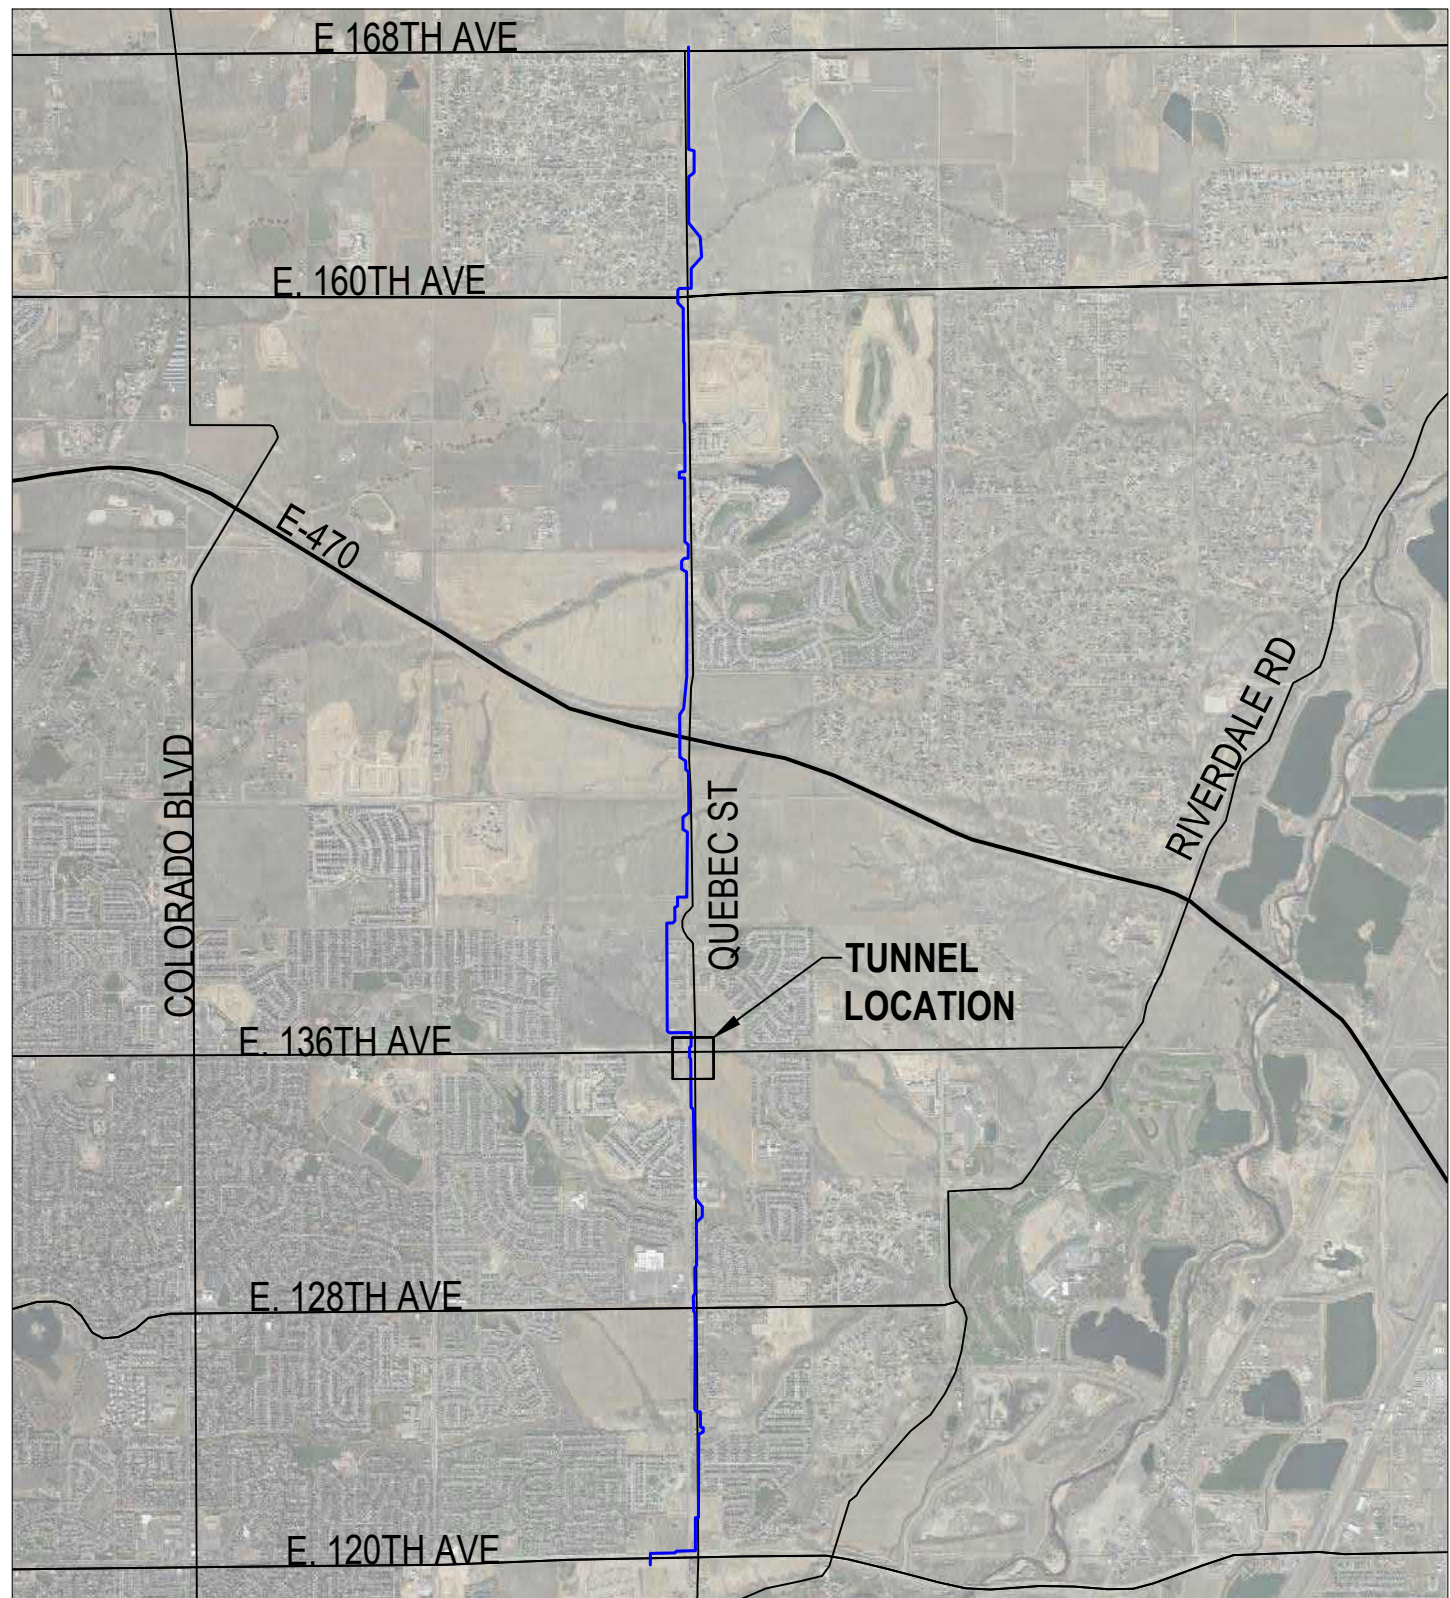 E 168TH AVE
E. 160TH AVE
E-470
RIVERDALE RD
COLORADO BLVD
QUEBEC ST
TUNNEL
LOCATION
E. 136TH AVE
E. 128TH AVE
E. 120TH AVE